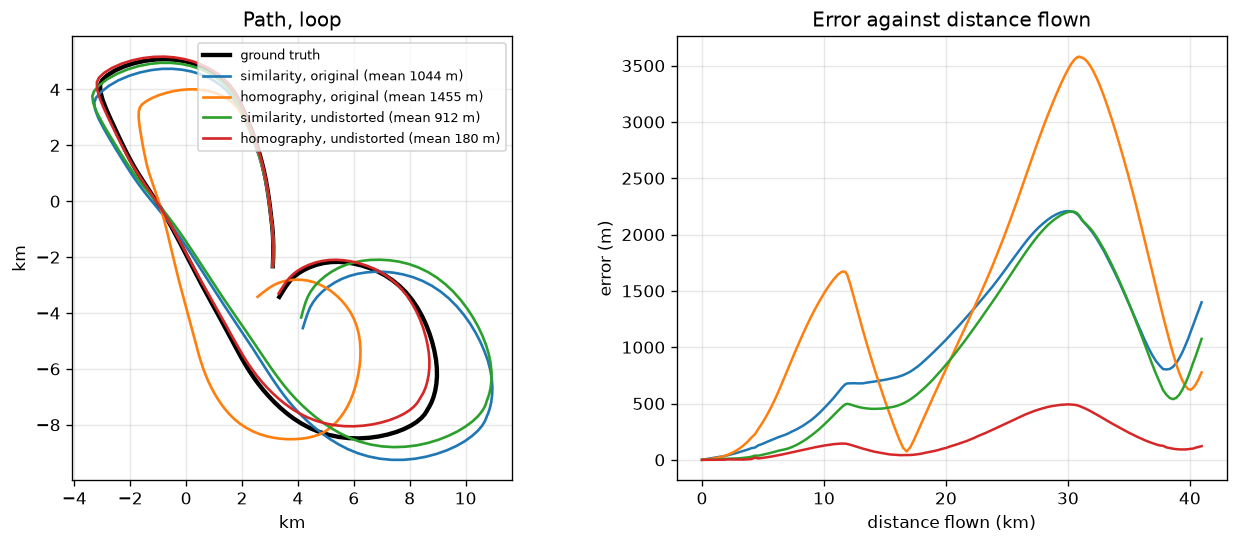 Path, loop
ground truth
similarity, original (mean 1044 m)
homography, original (mean 1455 m)
similarity, undistorted (mean 912 m)
homography, undistorted (mean 180 m)
km
4
2
0
−2
−4
−6
−8
−4 −2 0 2 4 6 8 10
km
Error against distance flown
error (m)
3500
3000
2500
2000
1500
1000
500
0
0 10 20 30 40
distance flown (km)